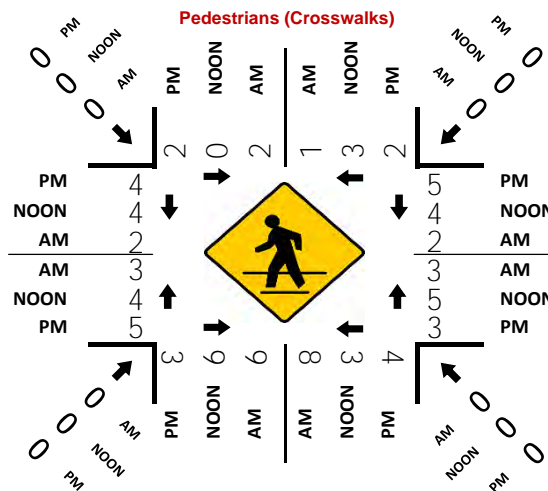 Pedestrians (Crosswalks)
PM NOON AM
0 0 0
PM NOON AM AM NOON PM
2 0 2 1 3 2
PM NOON AM
0 0 0
PM 4 5 PM
NOON 4 4 NOON
AM 2 2 AM
AM 3 3 AM
NOON 4 5 NOON
PM 5 3 PM
3 9 9 8 3 4
PM NOON AM AM NOON PM
0 0 0
AM NOON PM
0 0 0
AM NOON PM